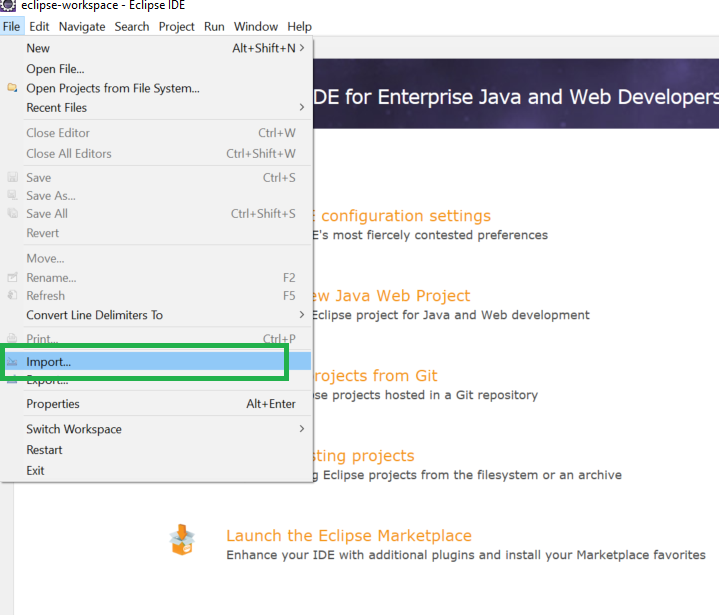 eclipse-workspace - Eclipse IDE
File Edit Navigate Search Project Run Window Help
New Alt+Shift+N >
Open File...
Open Projects from File System...
Recent Files >
Close Editor Ctrl+W
Close All Editors Ctrl+Shift+W
Save Ctrl+S
Save As...
Save All Ctrl+Shift+S
Revert
Move...
Rename... F2
Refresh F5
Convert Line Delimiters To >
Print... Ctrl+P
Import...
Export...
Properties Alt+Enter
Switch Workspace >
Restart
Exit
DE for Enterprise Java and Web Developers
E configuration settings
E's most fiercely contested preferences
ew Java Web Project
Eclipse project for Java and Web development
rojects from Git
pse projects hosted in a Git repository
sting projects
g Eclipse projects from the filesystem or an archive
Launch the Eclipse Marketplace
Enhance your IDE with additional plugins and install your Marketplace favorites